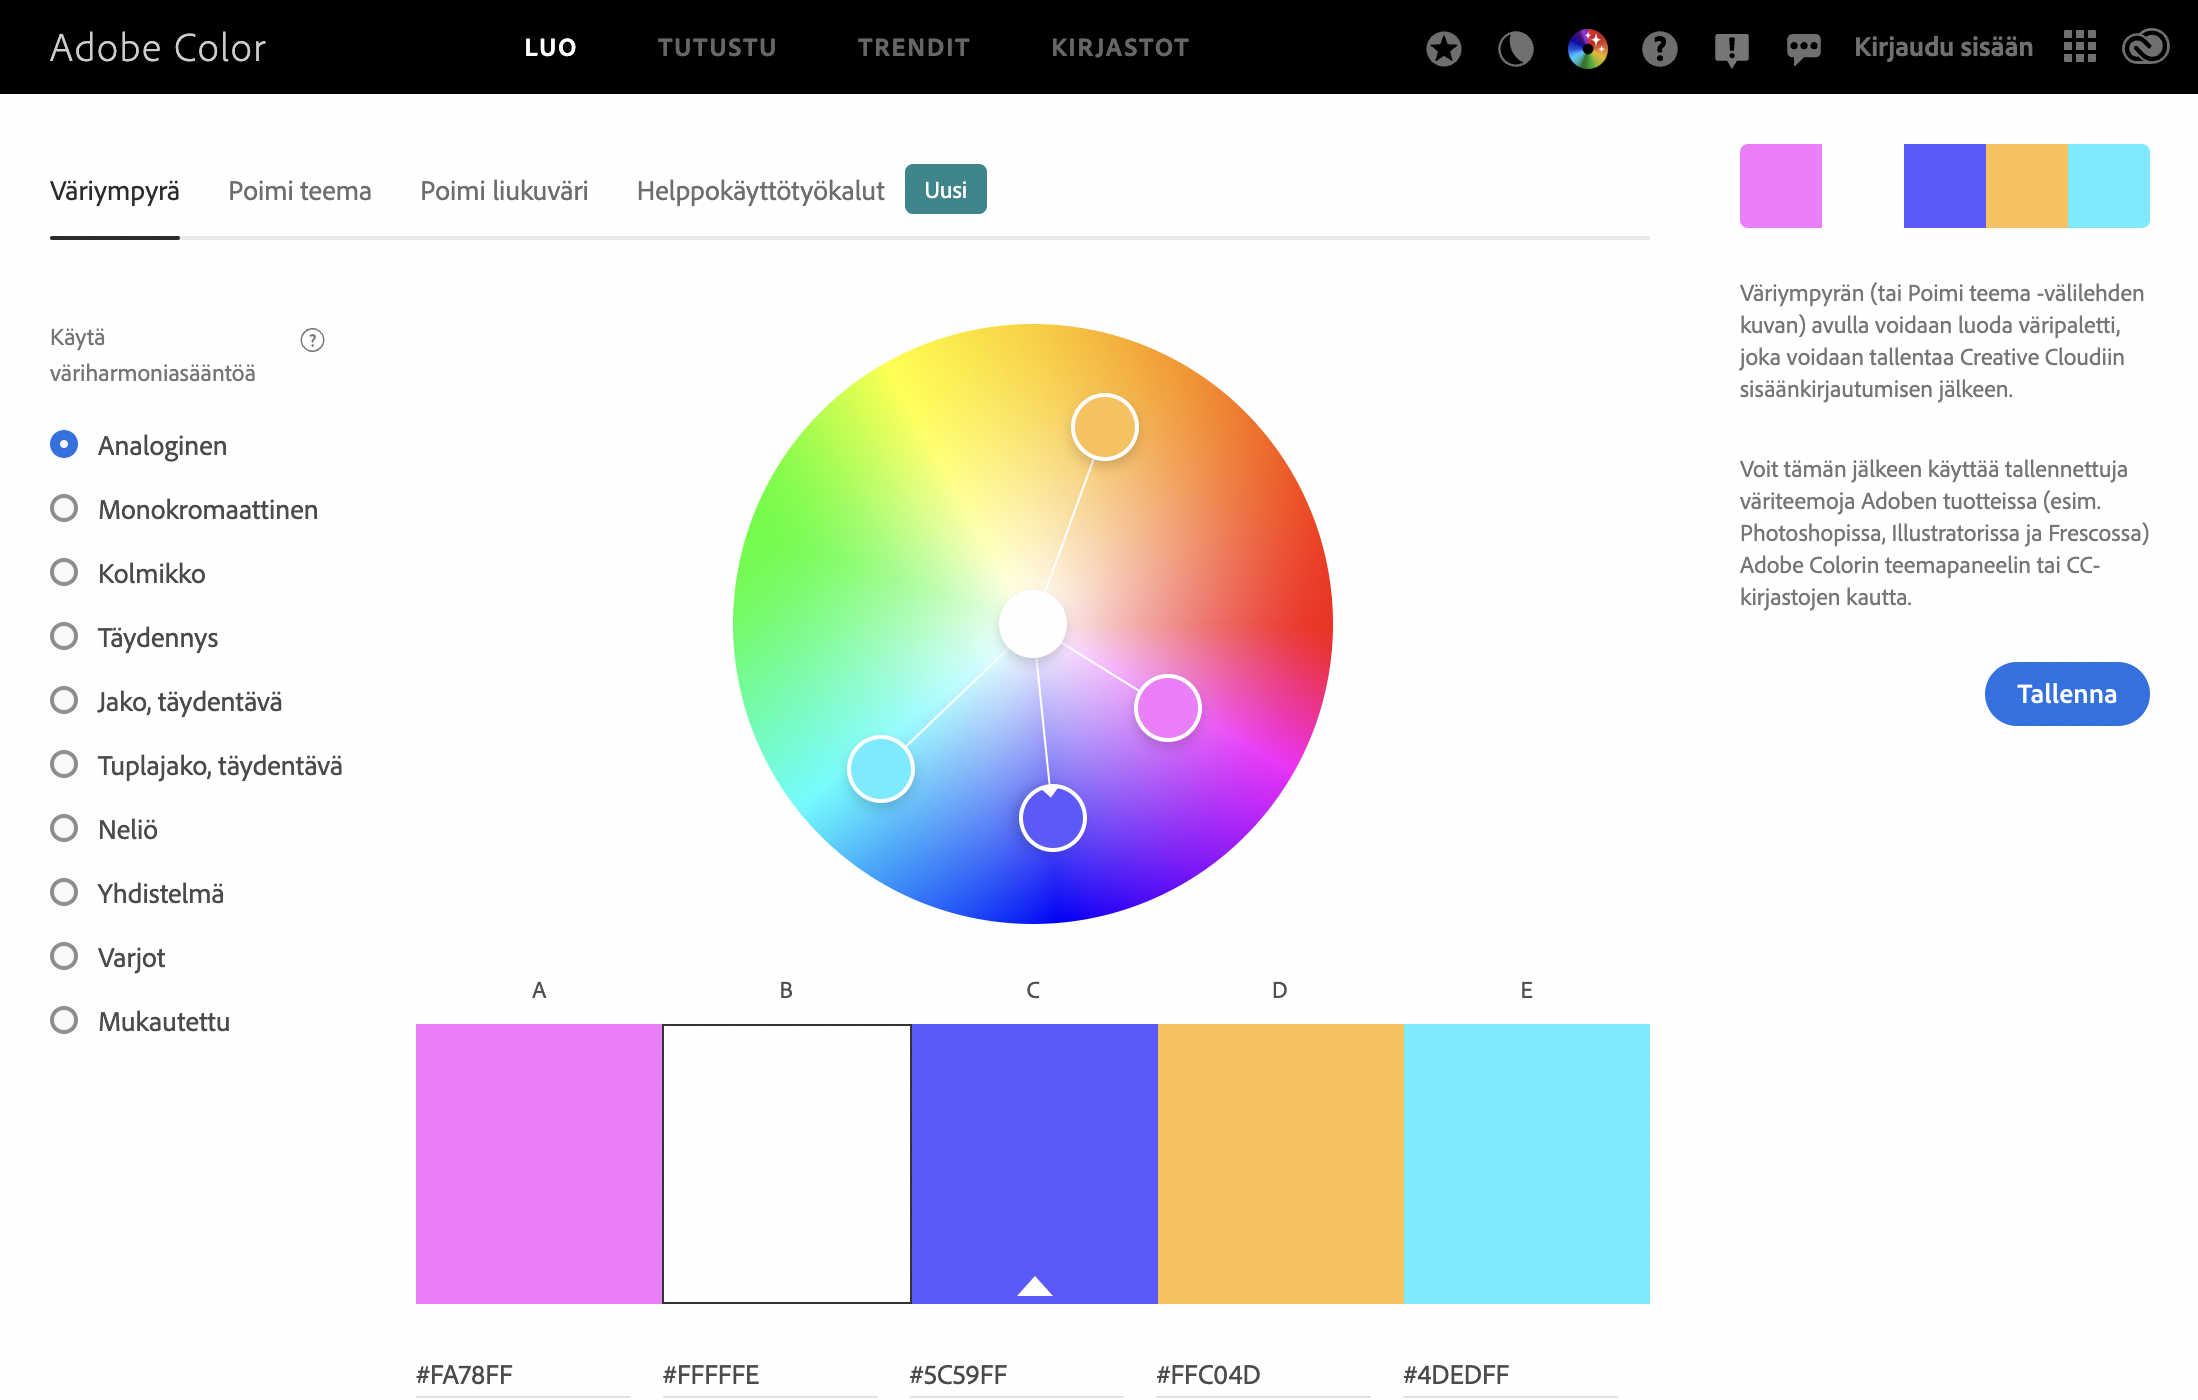 Adobe Color
LUO
TUTUSTU
TRENDIT
KIRJASTOT
Kirjaudu sisään
Väriympyrä
Poimi teema
Poimi liukuväri
Helppokäyttötyökalut
Uusi
Käytä
väriharmoniasääntöä
?
Analoginen
Monokromaattinen
Kolmikko
Täydennys
Jako, täydentävä
Tuplajako, täydentävä
Neliö
Yhdistelmä
Varjot
Mukautettu
Väriympyrän (tai Poimi teema -välilehden
kuvan) avulla voidaan luoda väripaletti,
joka voidaan tallentaa Creative Cloudiin
sisäänkirjautumisen jälkeen.
Voit tämän jälkeen käyttää tallennettuja
väriteemoja Adoben tuotteissa (esim.
Photoshopissa, Illustratorissa ja Frescossa)
Adobe Colorin teemapaneelin tai CC-
kirjastojen kautta.
Tallenna
A
B
C
D
E
#FA78FF
#FFFFFE
#5C59FF
#FFC04D
#4DEDFF